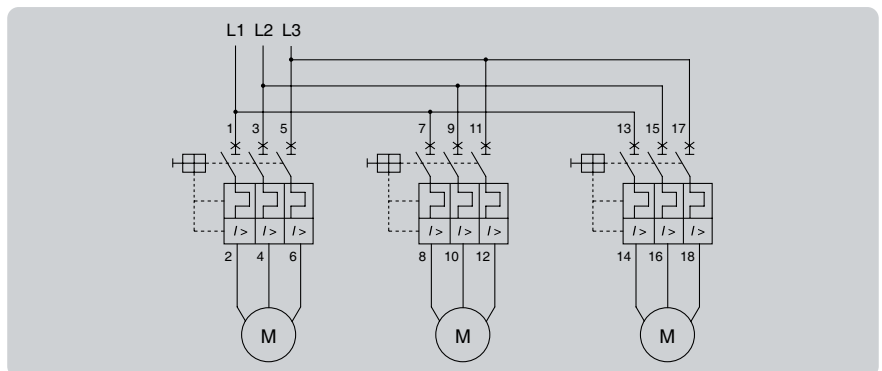 L1 L2 L3
1 3 5 7 9 11 13 15 17
I > I > I > I > I > I > I > I > I >
2 4 6 8 10 12 14 16 18
M M M